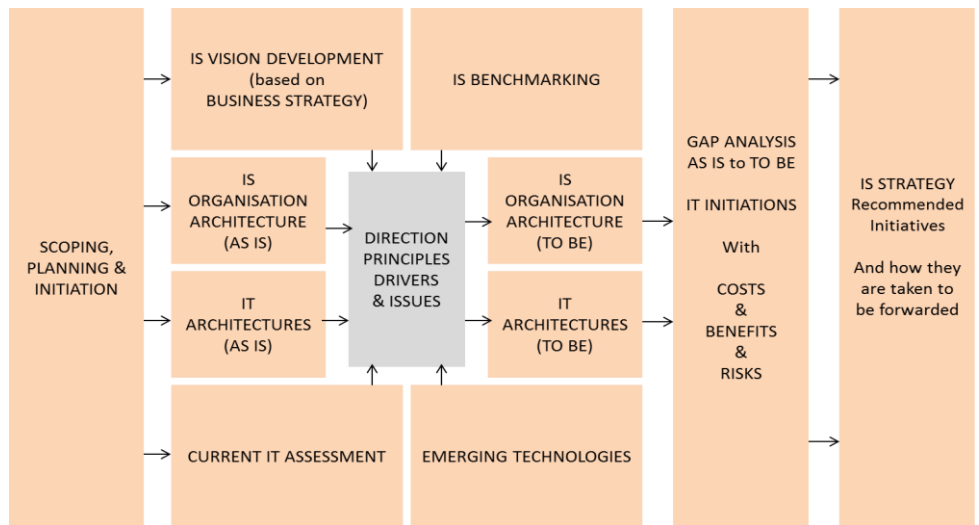 SCOPING,
PLANNING &
INITIATION
IS VISION DEVELOPMENT
(based on
BUSINESS STRATEGY)
IS BENCHMARKING
IS
ORGANISATION
ARCHITECTURE
(AS IS)
IT
ARCHITECTURES
(AS IS)
DIRECTION
PRINCIPLES
DRIVERS
& ISSUES
IS
ORGANISATION
ARCHITECTURE
(TO BE)
IT
ARCHITECTURES
(TO BE)
CURRENT IT ASSESSMENT
EMERGING TECHNOLOGIES
GAP ANALYSIS
AS IS to TO BE
IT INITIATIONS
With
COSTS
&
BENEFITS
&
RISKS
IS STRATEGY
Recommended
Initiatives
And how they
are taken to
be forwarded